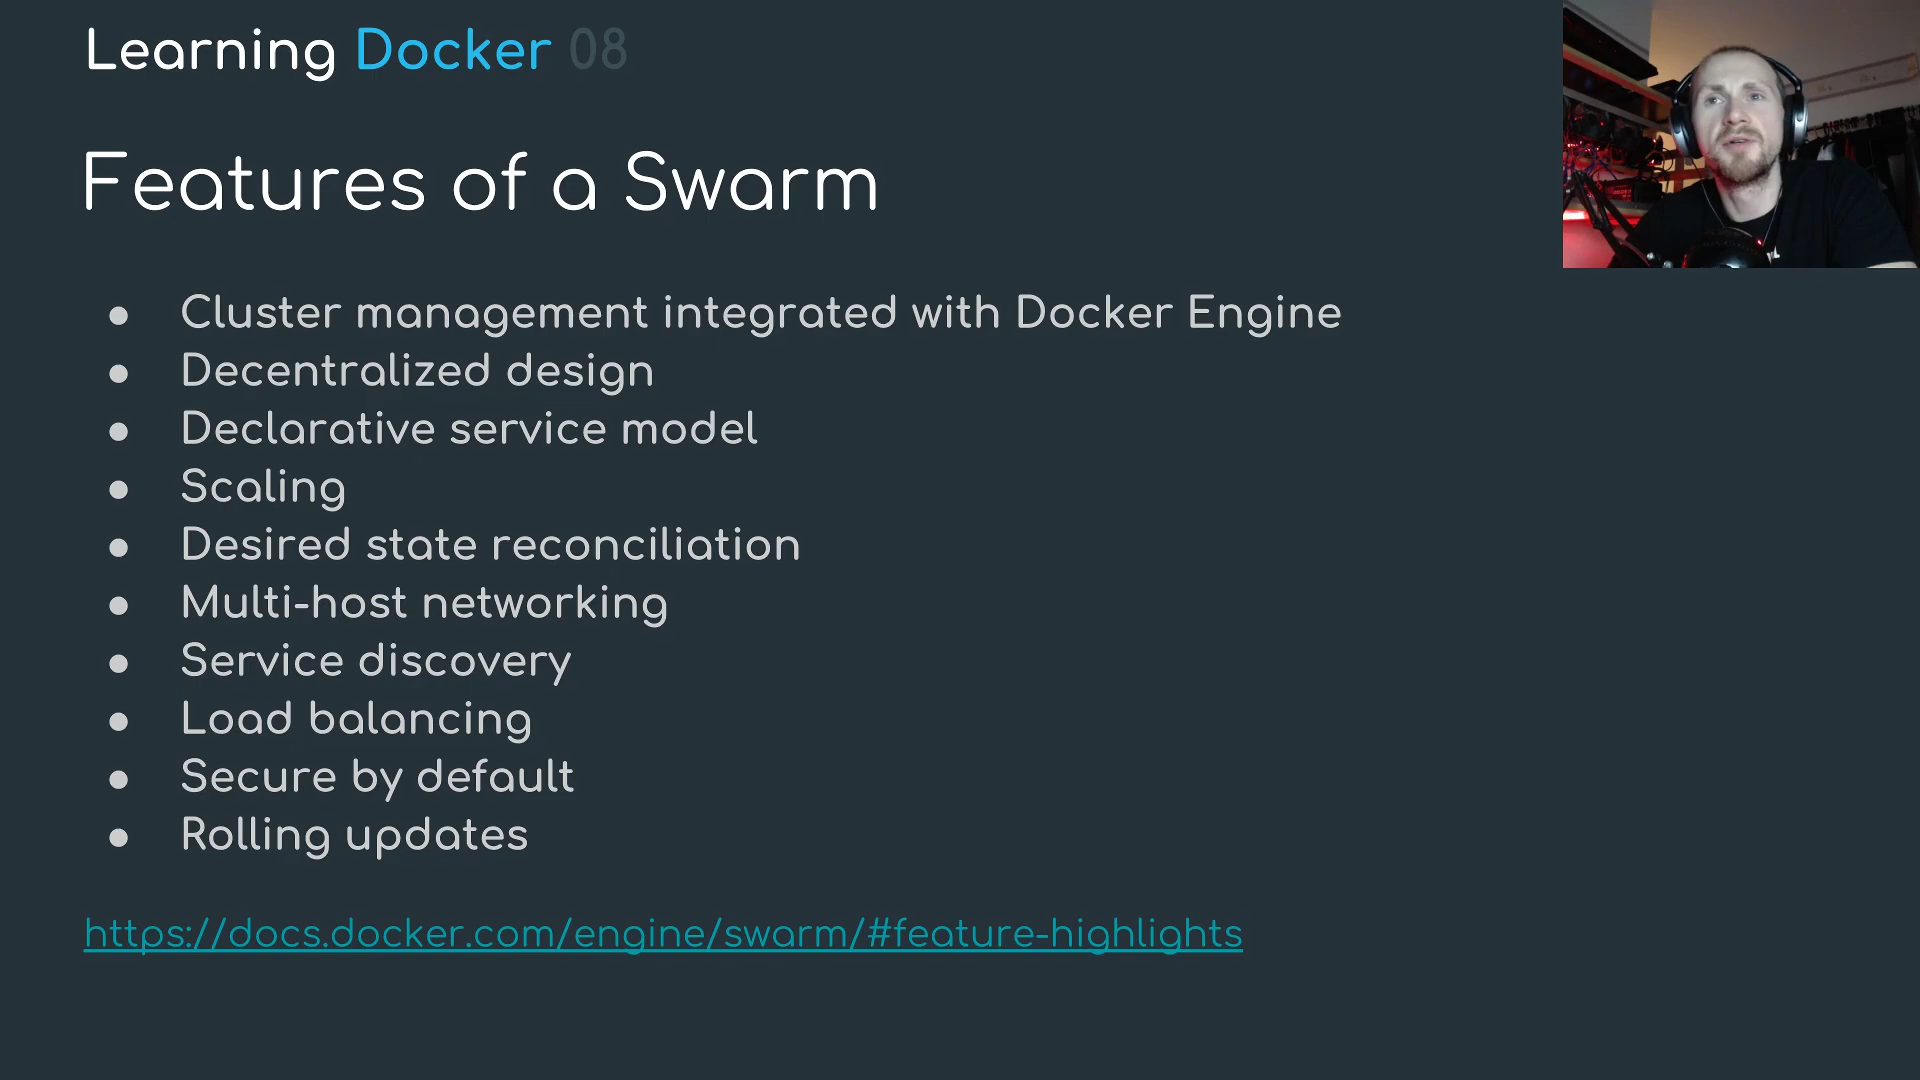 Learning Docker 08
Features of a Swarm
● Cluster management integrated with Docker Engine
● Decentralized design
● Declarative service model
● Scaling
● Desired state reconciliation
● Multi-host networking
● Service discovery
● Load balancing
● Secure by default
● Rolling updates
https://docs.docker.com/engine/swarm/#feature-highlights